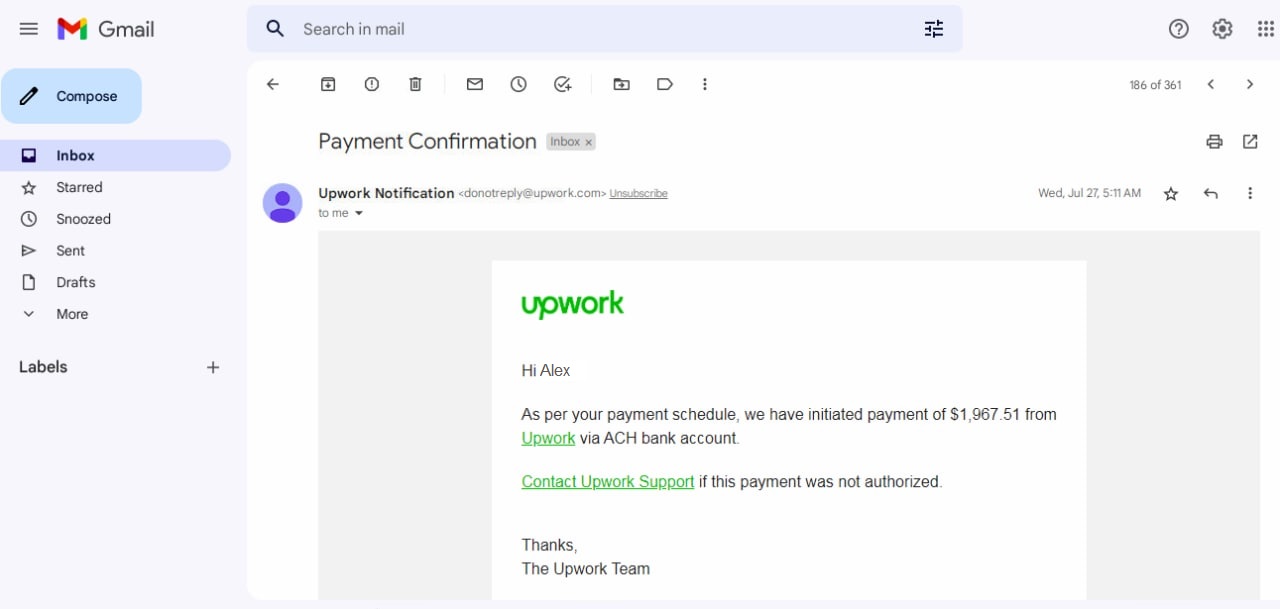 Gmail
Search in mail
Compose
186 of 361
Payment Confirmation Inbox ×
Inbox
Upwork Notification <donotreply@upwork.com> Unsubscribe Wed, Jul 27, 5:11 AM
to me
Starred
Snoozed
Sent
Drafts
More
Labels +
upwork
Hi Alex
As per your payment schedule, we have initiated payment of $1,967.51 from
Upwork via ACH bank account.
Contact Upwork Support if this payment was not authorized.
Thanks,
The Upwork Team